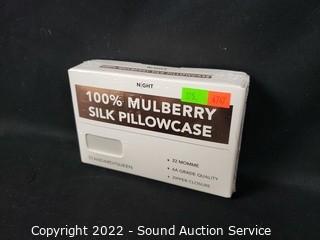 NIGHT
100% MULBERRY
SILK PILLOWCASE
STANDARD/QUEEN
• 22 MOMME
• 6A GRADE QUALITY
• ZIPPER CLOSURE
Copyright 2022 - Sound Auction Service